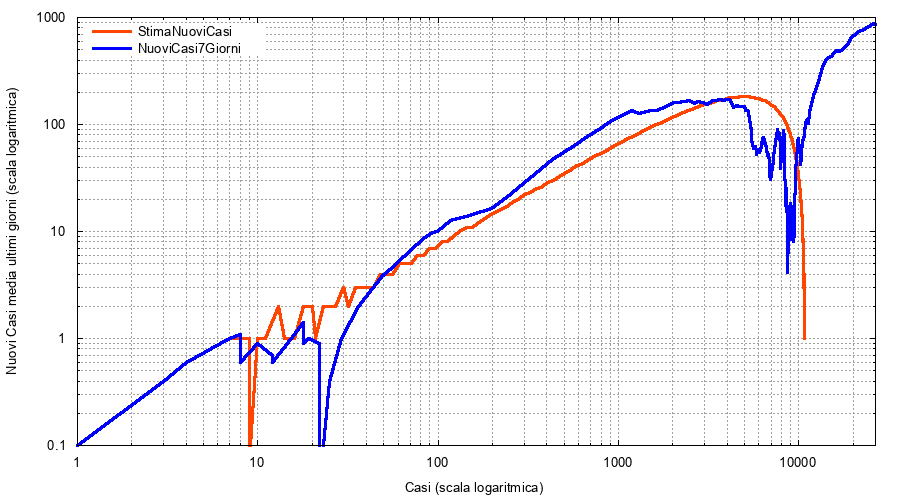 1000
StimaNuoviCasi
NuoviCasi7Giorni
100
10
1
0.1
Nuovi Casi media ultimi giorni (scala logaritmica)
1 10 100 1000 10000
Casi (scala logaritmica)